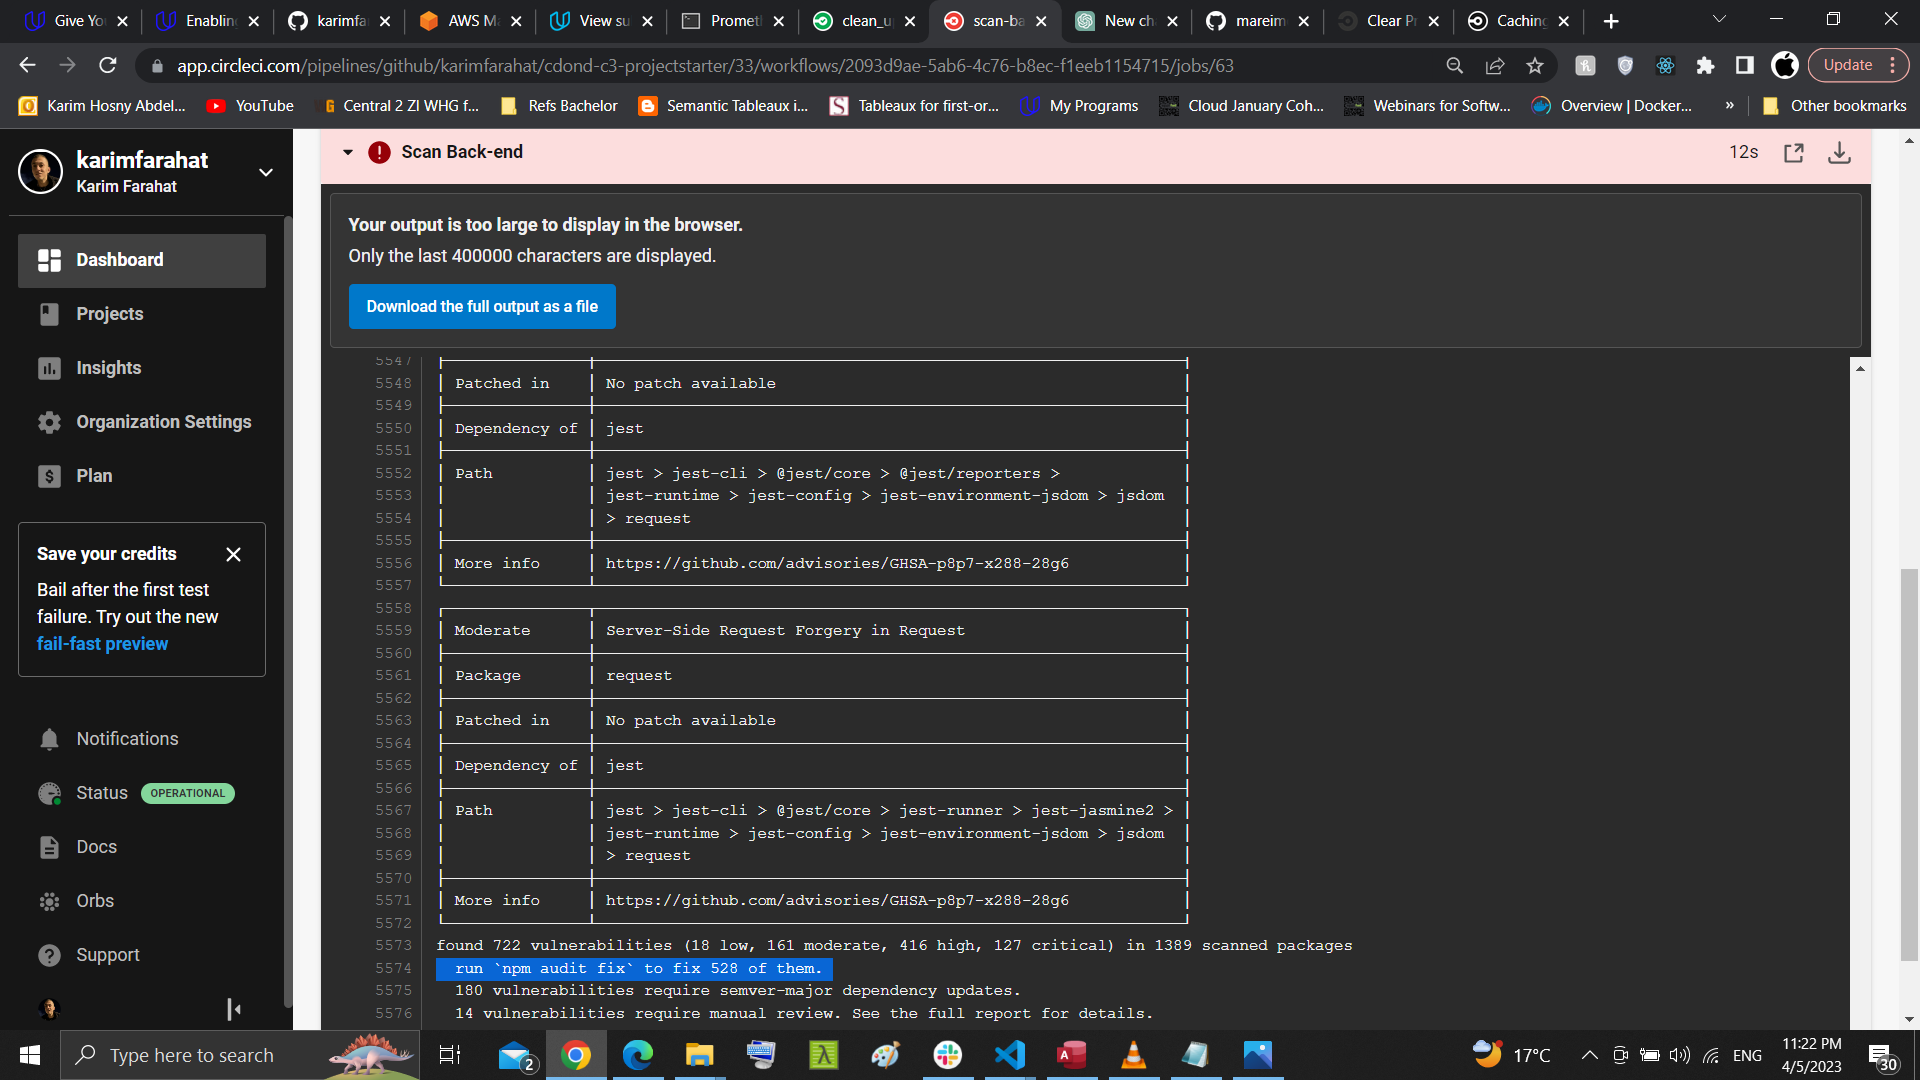 Give Yo
Enablin
karimfa
AWS M
View su
Prometh
clean_u
scan-ba
New ch
mareim
Clear P
Caching
app.circleci.com/pipelines/github/karimfarahat/cdond-c3-projectstarter/33/workflows/2093d9ae-5ab6-4c76-b8ec-f1eeb1154715/jobs/63
Update
Karim Hosny Abdel...
YouTube
Central 2 ZI WHG f...
Refs Bachelor
Semantic Tableaux i...
Tableaux for first-or...
My Programs
Cloud January Coh...
Webinars for Softw...
Overview | Docker...
»
Other bookmarks
karimfarahat
Karim Farahat
Dashboard
Projects
Insights
Organization Settings
Plan
Save your credits
Bail after the first test
failure. Try out the new
fail-fast preview
Notifications
Status OPERATIONAL
Docs
Orbs
Support
Scan Back-end
12s
Your output is too large to display in the browser.
Only the last 400000 characters are displayed.
Download the full output as a file
5547
5548 Patched in No patch available
5549
5550 Dependency of jest
5551
5552 Path jest > jest-cli > @jest/core > @jest/reporters >
5553 jest-runtime > jest-config > jest-environment-jsdom > jsdom
5554 > request
5555
5556 More info https://github.com/advisories/GHSA-p8p7-x288-28g6
5557
5558
5559 Moderate Server-Side Request Forgery in Request
5560
5561 Package request
5562
5563 Patched in No patch available
5564
5565 Dependency of jest
5566
5567 Path jest > jest-cli > @jest/core > jest-runner > jest-jasmine2 >
5568 jest-runtime > jest-config > jest-environment-jsdom > jsdom
5569 > request
5570
5571 More info https://github.com/advisories/GHSA-p8p7-x288-28g6
5572
5573 found 722 vulnerabilities (18 low, 161 moderate, 416 high, 127 critical) in 1389 scanned packages
5574 run `npm audit fix` to fix 528 of them.
5575 180 vulnerabilities require semver-major dependency updates.
5576 14 vulnerabilities require manual review. See the full report for details.
Type here to search
2
17°C
ENG
11:22 PM
4/5/2023
30